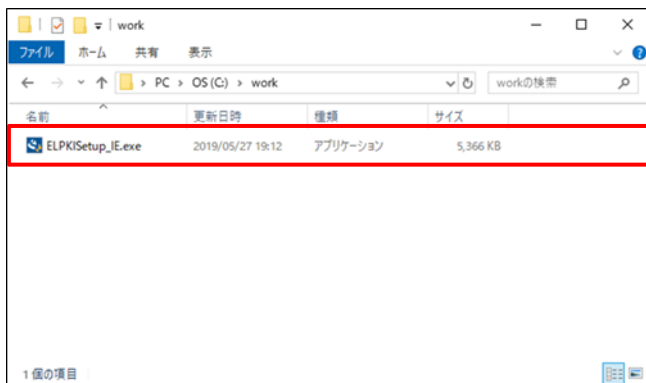 work
ファイル ホーム 共有 表示
PC > OS (C:) > work workの検索
名前 更新日時 種類 サイズ
ELPKISetup_IE.exe 2019/05/27 19:12 アプリケーション 5,366 KB
1 個の項目